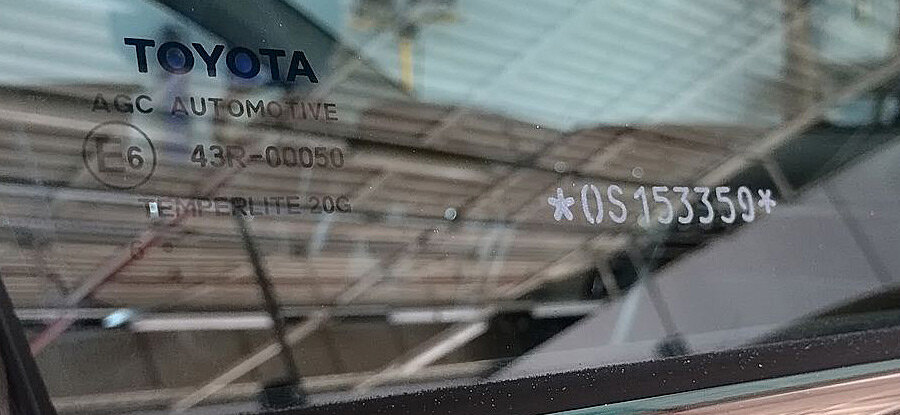 TOYOTA
AGC AUTOMOTIVE
E6 43R-00050
TEMPERLITE 20G
*0S153359*